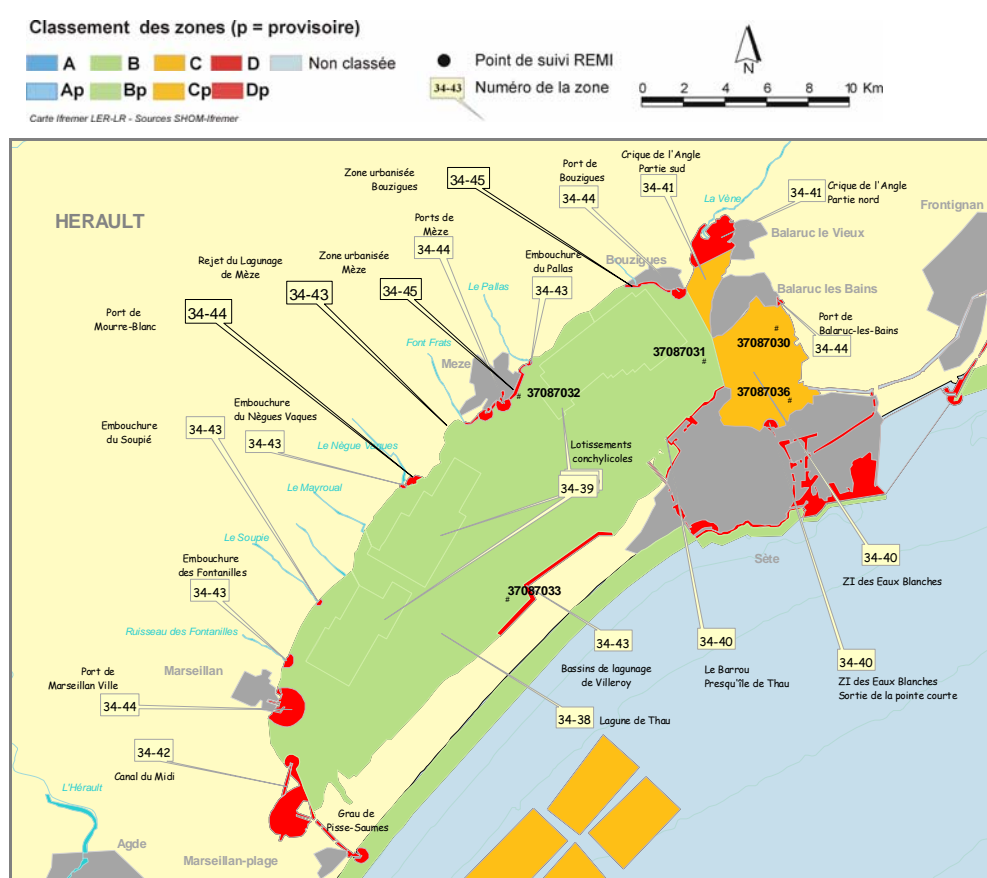 Classement des zones (p = provisoire)
A B C D Non classée
Ap Bp Cp Dp
Point de suivi REMI
34-43 Numéro de la zone
N
0 2 4 6 8 10 Km
Carte Ifremer LER-LR - Sources SHOM-Ifremer
HERAULT
Zone urbanisée
Bouzigues
34-45
Port de
Bouzigues
34-44
Crique de l'Angle
Partie sud
34-41
La Vène
34-41
Crique de l'Angle
Partie nord
Frontignan
Balaruc le Vieux
Ports de
Mèze
34-44
Zone urbanisée
Mèze
34-45
Rejet du Lagunage
de Mèze
34-43
Embouchure
du Pallas
34-43
Bouzigues
Le Pallas
Balaruc les Bains
Port de
Balaruc-les-Bains
34-44
Port de
Mourre-Blanc
34-44
Font Frats
Meze
37087030
#
37087031
#
37087032
#
37087036
#
Embouchure
du Nègues Vaques
34-43
Embouchure
du Soupié
34-43
Le Nègue Vaques
Lotissements
conchylicoles
34-39
Le Mayroual
Le Soupie
Sète
34-40
ZI des Eaux Blanches
Embouchure
des Fontanilles
34-43
37087033
#
Ruisseau des Fontanilles
34-43
Bassins de lagunage
de Villeroy
34-40
Le Barrou
Presqu'île de Thau
34-40
ZI des Eaux Blanches
Sortie de la pointe courte
Marseillan
Port de
Marseillan Ville
34-44
34-38 Lagune de Thau
34-42
Canal du Midi
L'Hérault
Grau de
Pisse-Saumes
Agde
Marseillan-plage